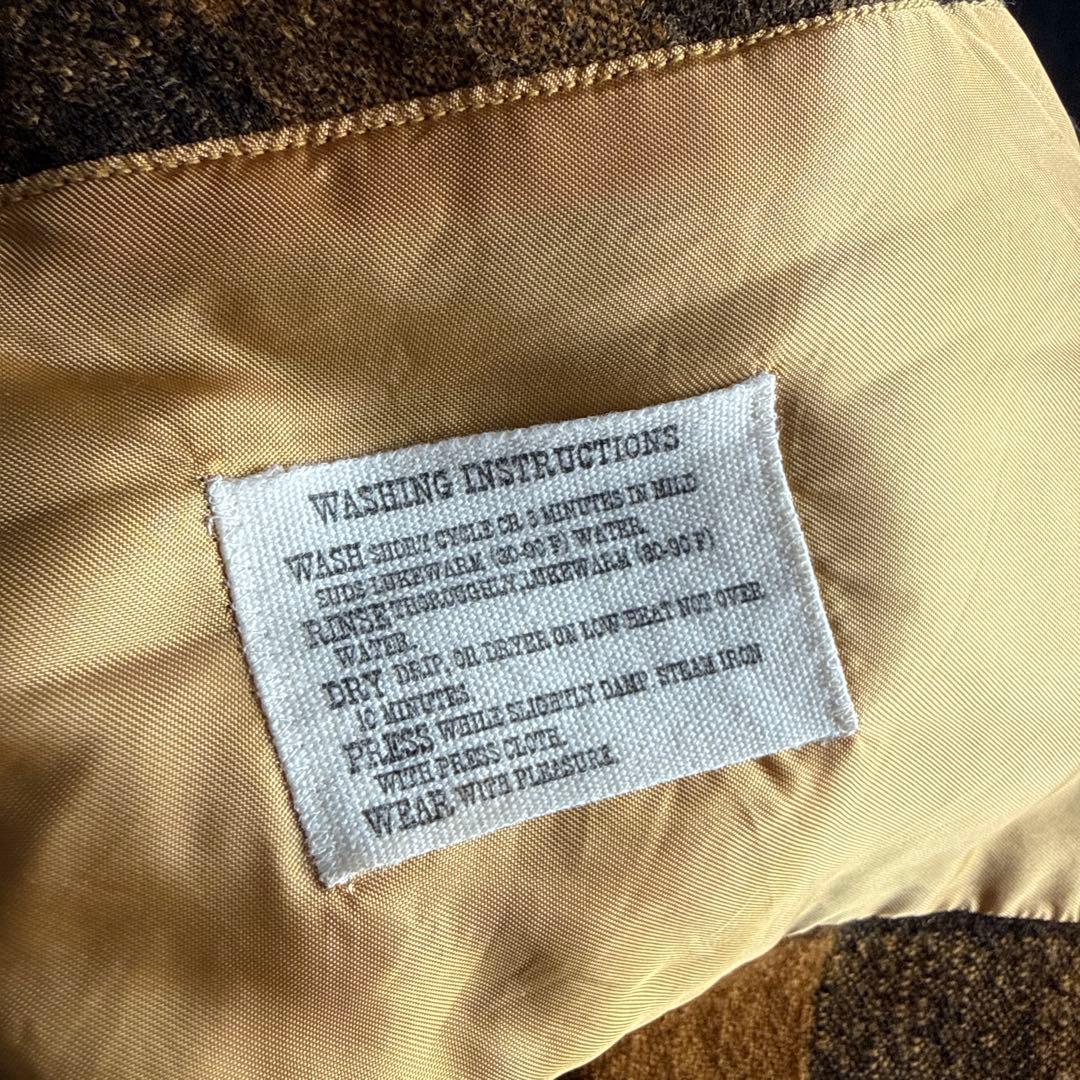 WASHING INSTRUCTIONS
WASH SHORT CYCLE OR 5 MINUTES IN MILD
SUDS LUKEWARM (80-90 F) WATER.
RINSE THOROUGHLY, LUKEWARM (80-90 F)
WATER.
DRY DRIP, OR DRYER ON LOW HEAT NOT OVER
10 MINUTES
PRESS WHILE SLIGHTLY DAMP STEAM IRON
WITH PRESS CLOTH.
WEAR WITH PLEASURE